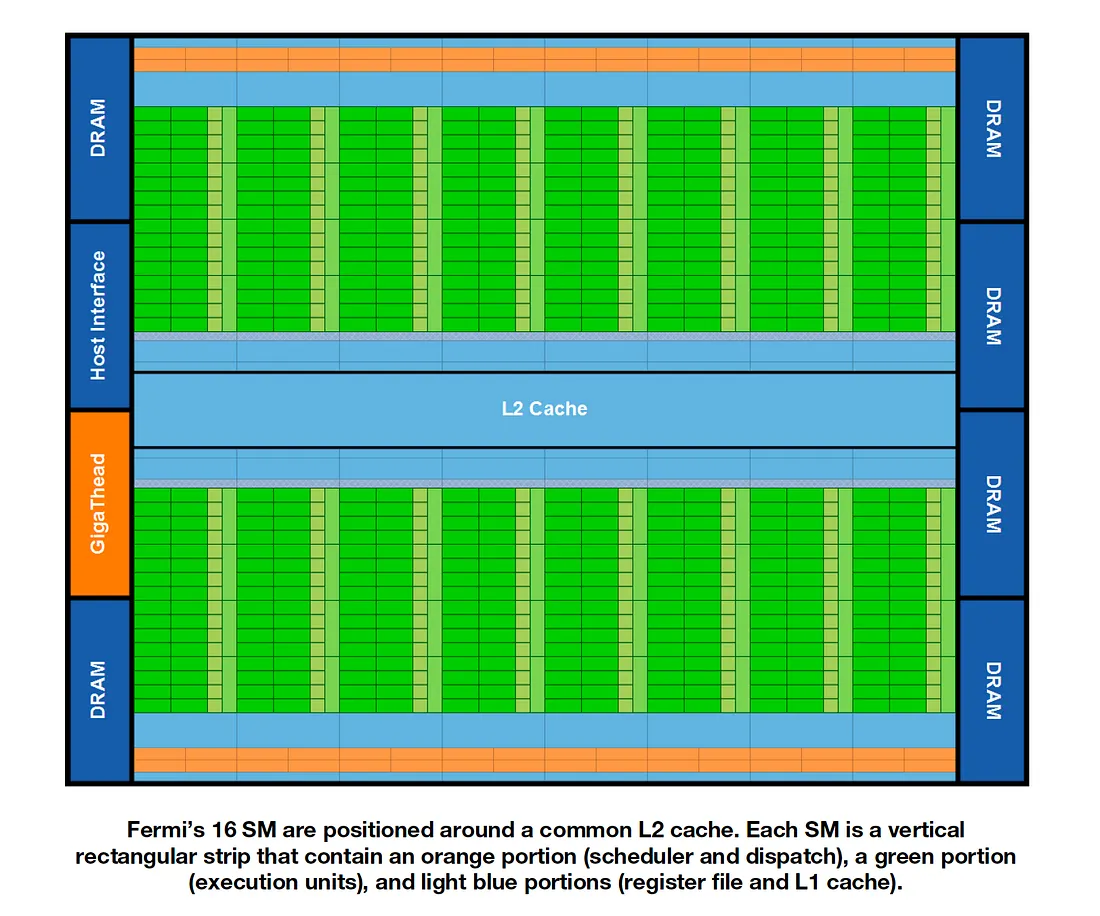 DRAM
Host Interface
GigaThead
DRAM
L2 Cache
DRAM
DRAM
DRAM
DRAM
Fermi’s 16 SM are positioned around a common L2 cache. Each SM is a vertical
rectangular strip that contain an orange portion (scheduler and dispatch), a green portion
(execution units), and light blue portions (register file and L1 cache).